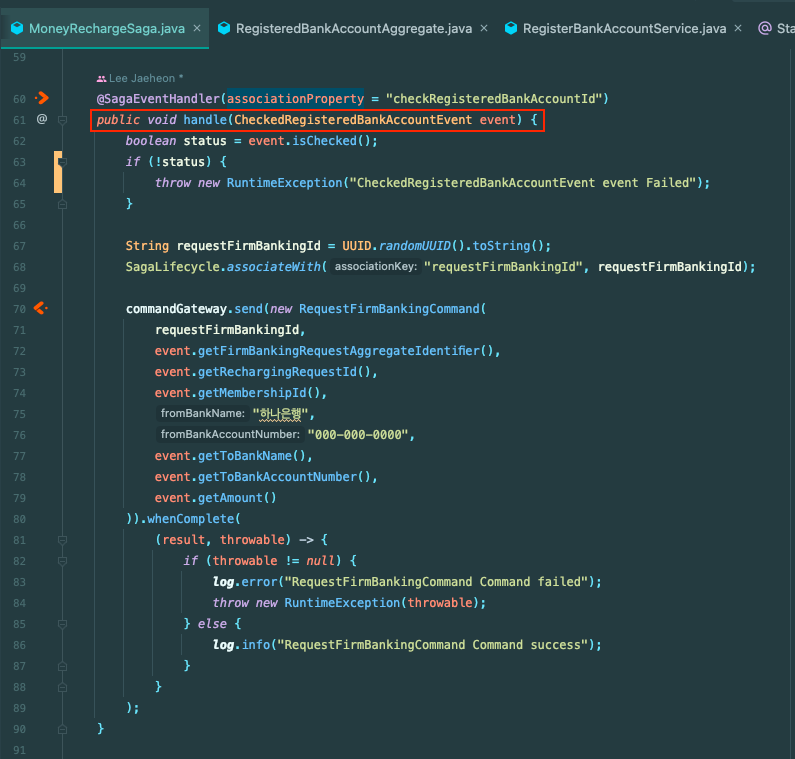 MoneyRechargeSaga.java × RegisteredBankAccountAggregate.java × RegisterBankAccountService.java × @ Sta
59
Lee Jaeheon *
60 @SagaEventHandler(associationProperty = "checkRegisteredBankAccountId")
61 @ public void handle(CheckedRegisteredBankAccountEvent event) {
62 boolean status = event.isChecked();
63 if (!status) {
64 throw new RuntimeException("CheckedRegisteredBankAccountEvent event Failed");
65 }
66
67 String requestFirmBankingId = UUID.randomUUID().toString();
68 SagaLifecycle.associateWith( associationKey: "requestFirmBankingId", requestFirmBankingId);
69
70 commandGateway.send(new RequestFirmBankingCommand(
71 requestFirmBankingId,
72 event.getFirmBankingRequestAggregateIdentifier(),
73 event.getRechargingRequestId(),
74 event.getMembershipId(),
75 fromBankName: "하나은행",
76 fromBankAccountNumber: "000-000-0000",
77 event.getToBankName(),
78 event.getToBankAccountNumber(),
79 event.getAmount()
80 )).whenComplete(
81 (result, throwable) -> {
82 if (throwable != null) {
83 log.error("RequestFirmBankingCommand Command failed");
84 throw new RuntimeException(throwable);
85 } else {
86 log.info("RequestFirmBankingCommand Command success");
87 }
88 }
89 );
90 }
91